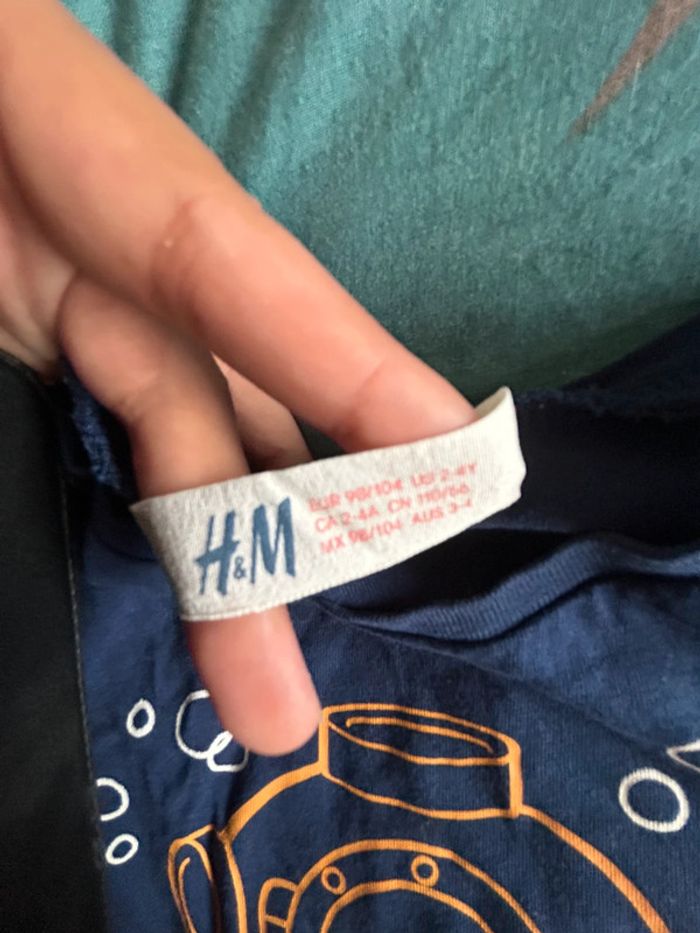 H&M
EUR 98/104 US 2-4Y
CA 2-4A CN 110/56
MX 98/104 AUS 3-4